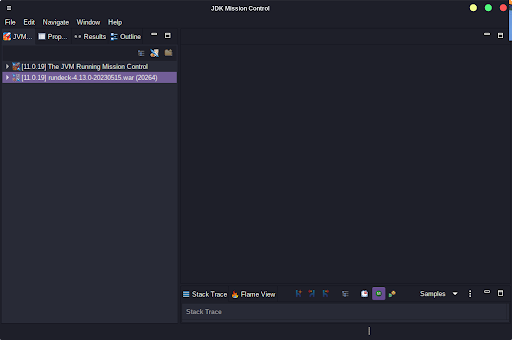 JDK Mission Control
File Edit Navigate Window Help
JVM... Prop... Results Outline
[11.0.19] The JVM Running Mission Control
[11.0.19] rundeck-4.13.0-20230515.war (20264)
Stack Trace Flame View Samples
Stack Trace